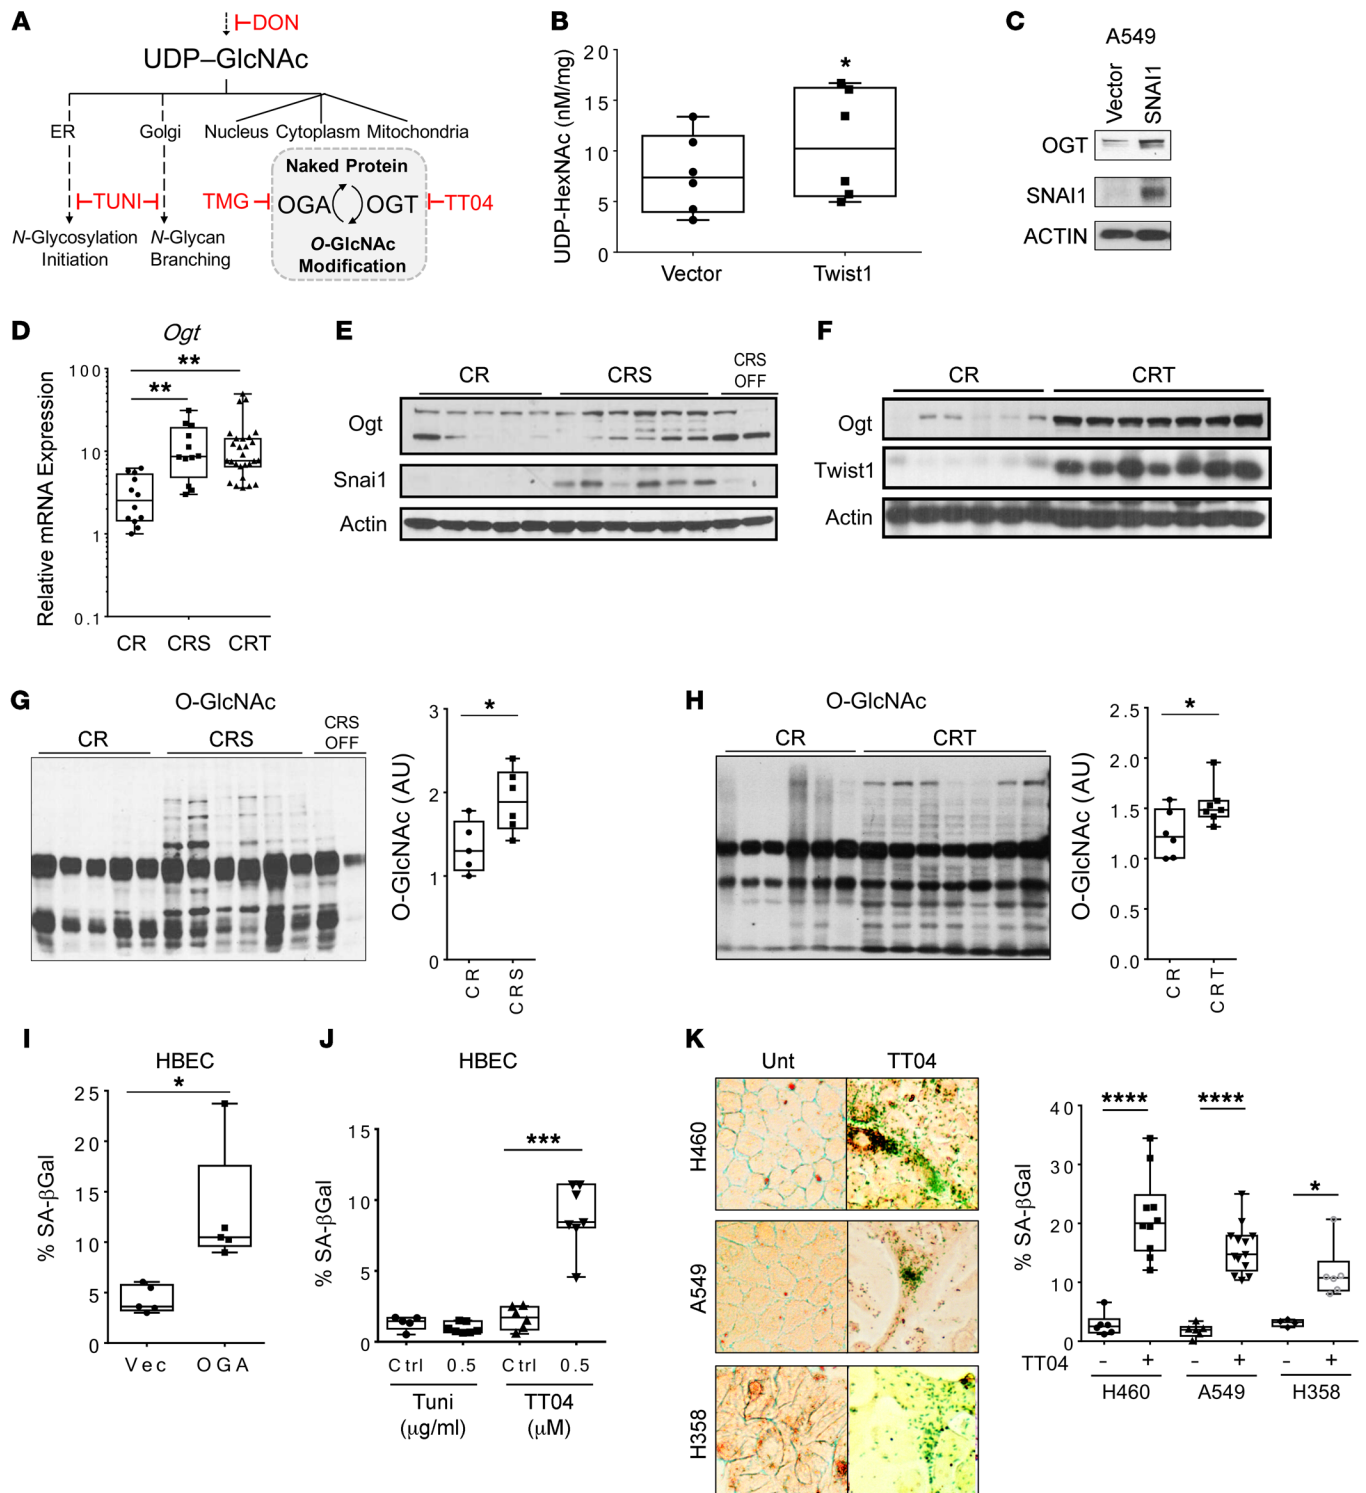 A
DON
UDP–GlcNAc
ER
Golgi
Nucleus
Cytoplasm
Mitochondria
Naked Protein
TUNI
TMG
OGA
OGT
TT04
N-Glycosylation
Initiation
N-Glycan
Branching
O-GlcNAc
Modification
B
UDP-HexNAc (nM/mg)
20
15
10
5
0
*
Vector
Twist1
C
A549
Vector
SNAI1
OGT
SNAI1
ACTIN
D
Ogt
Relative mRNA Expression
100
10
1
0.1
**
**
CR
CRS
CRT
E
CR
CRS
CRS
OFF
Ogt
Snai1
Actin
F
CR
CRT
Ogt
Twist1
Actin
G
O-GlcNAc
CR
CRS
CRS
OFF
O-GlcNAc (AU)
3
2
1
0
*
CR
CRS
H
O-GlcNAc
CR
CRT
O-GlcNAc (AU)
2.5
2.0
1.5
1.0
0.5
0.0
*
CR
CRT
I
HBEC
% SA-βGal
25
20
15
10
5
0
*
Vec
OGA
J
HBEC
% SA-βGal
15
10
5
0
***
Ctrl
0.5
Ctrl
0.5
Tuni
(μg/ml)
TT04
(μM)
K
Unt
TT04
H460
A549
H358
% SA-βGal
40
30
20
10
0
****
****
*
TT04
-
+
-
+
-
+
H460
A549
H358